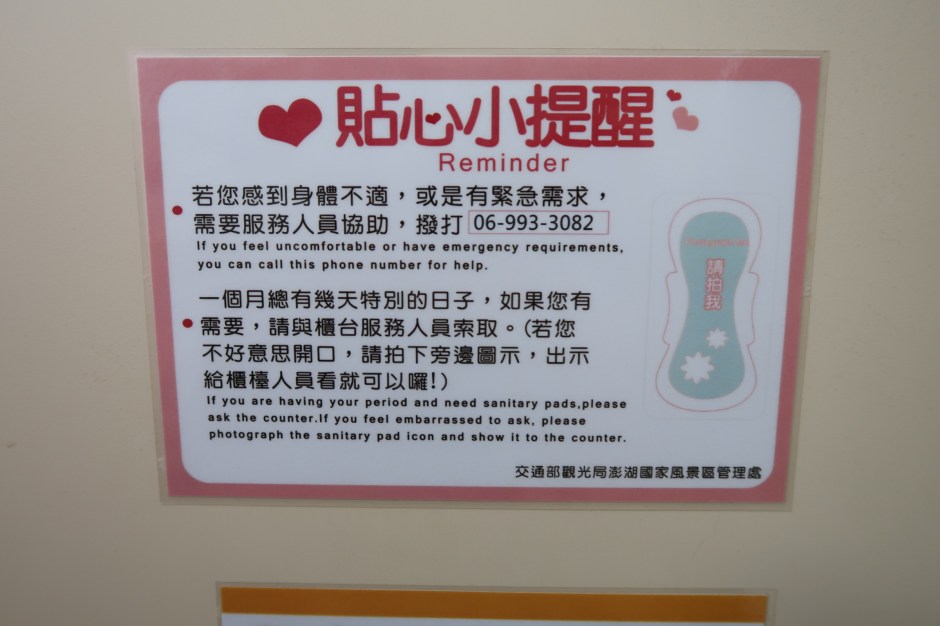 貼心小提醒
Reminder
若您感到身體不適，或是有緊急需求，
需要服務人員協助，撥打 06-993-3082
If you feel uncomfortable or have emergency requirements,
you can call this phone number for help.
一個月總有幾天特別的日子，如果您有
需要，請與櫃台服務人員索取。(若您
不好意思開口，請拍下旁邊圖示，出示
給櫃檯人員看就可以囉!)
If you are having your period and need sanitary pads,please
ask the counter.If you feel embarrassed to ask, please
photograph the sanitary pad icon and show it to the counter.
請拍我
交通部觀光局澎湖國家風景區管理處